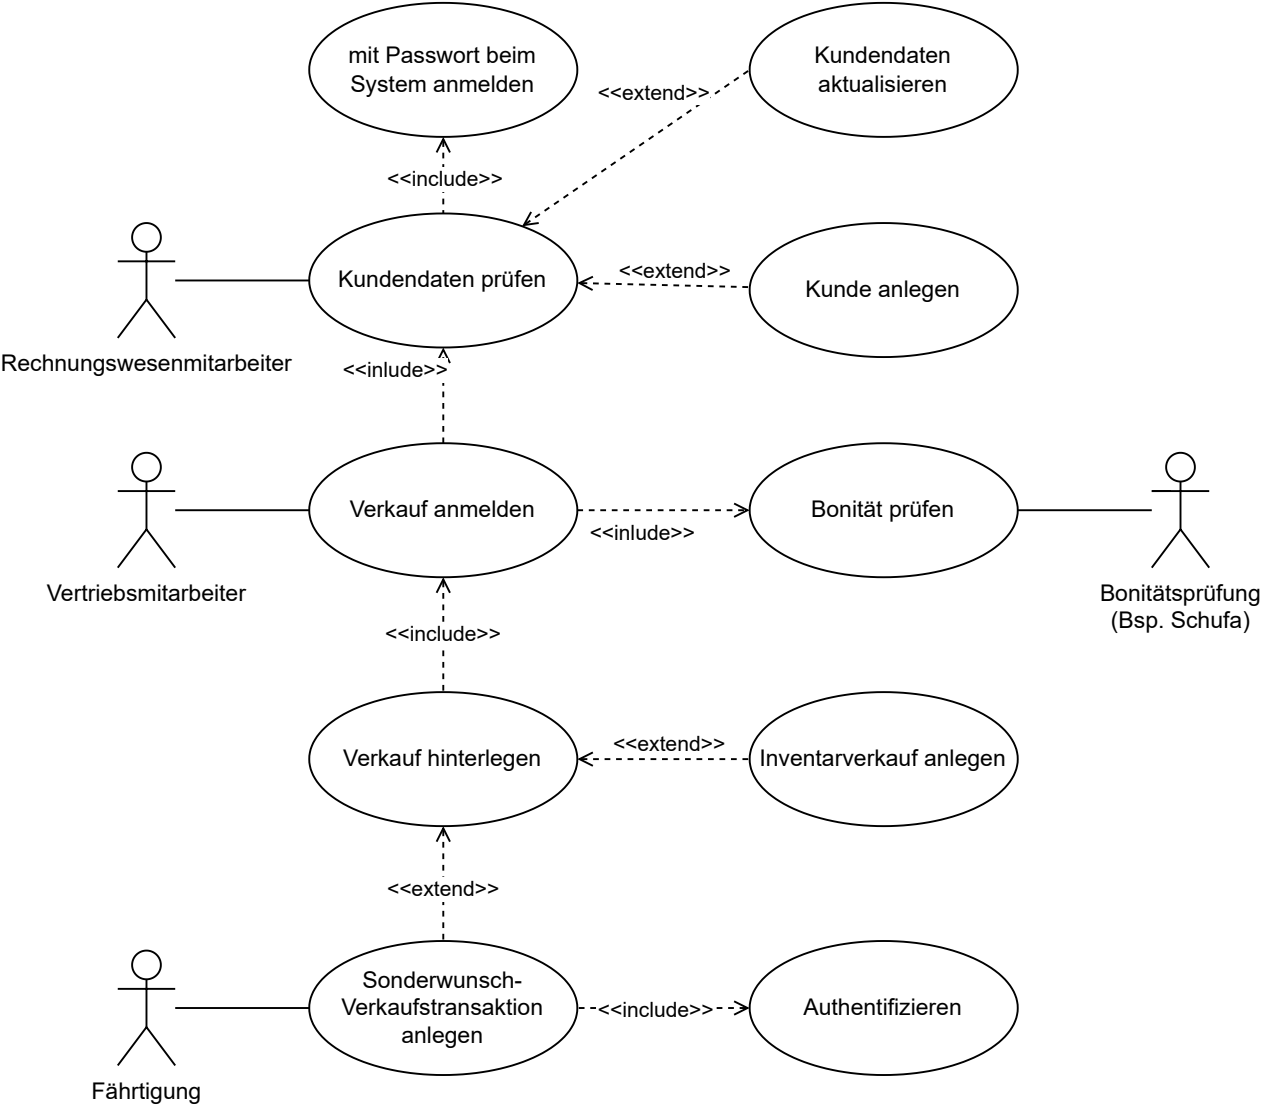 mit Passwort beim
System anmelden
Kundendaten
aktualisieren
<<extend>>
<<include>>
Kundendaten prüfen
<<extend>>
Kunde anlegen
Rechnungswesenmitarbeiter
<<inlude>>
Verkauf anmelden
<<inlude>>
Bonität prüfen
Vertriebsmitarbeiter
Bonitätsprüfung
(Bsp. Schufa)
<<include>>
Verkauf hinterlegen
<<extend>>
Inventarverkauf anlegen
<<extend>>
Sonderwunsch-
Verkaufstransaktion
anlegen
<<include>>
Authentifizieren
Fährtigung